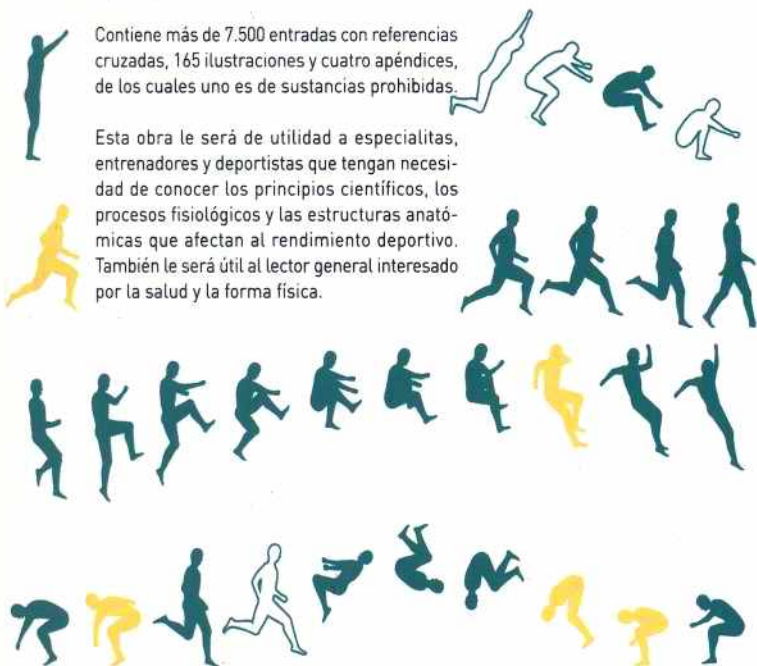 Contiene más de 7.500 entradas con referencias
cruzadas, 165 ilustraciones y cuatro apéndices,
de los cuales uno es de sustancias prohibidas.
Esta obra le será de utilidad a especialitas,
entrenadores y deportistas que tengan necesi-
dad de conocer los principios científicos, los
procesos fisiológicos y las estructuras anató-
micas que afectan al rendimiento deportivo.
También le será útil al lector general interesado
por la salud y la forma física.